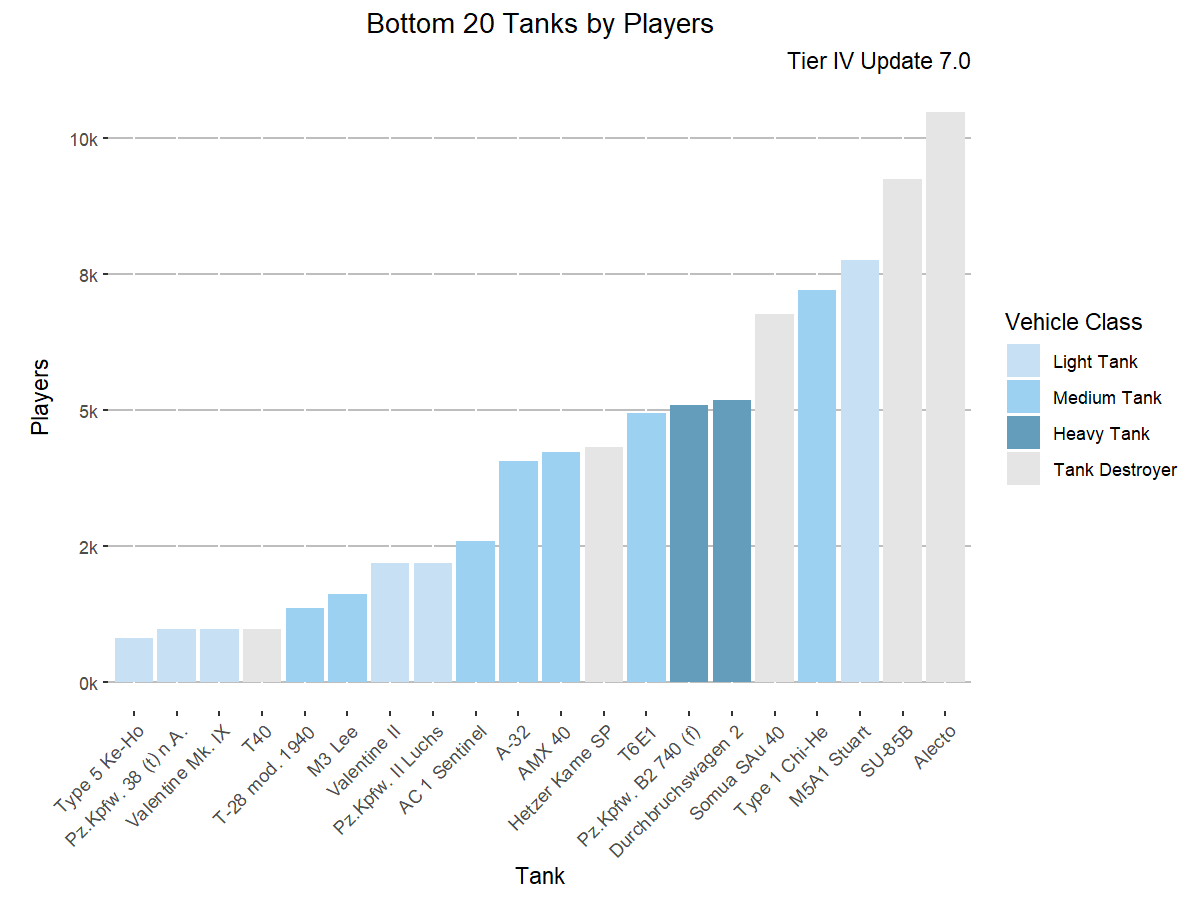 Bottom 20 Tanks by Players
Tier IV Update 7.0
10k
8k
5k
2k
0k
Players
Type 5 Ke-Ho
Pz.Kpfw. 38 (t) n.A.
Valentine Mk. IX
T40
T-28 mod. 1940
M3 Lee
Valentine II
Pz.Kpfw. II Luchs
AC 1 Sentinel
A-32
AMX 40
Hetzer Kame SP
T6E1
Pz.Kpfw. B2 740 (f)
Durchbruchswagen 2
Somua SAu 40
Type 1 Chi-He
M5A1 Stuart
SU-85B
Alecto
Tank
Vehicle Class
Light Tank
Medium Tank
Heavy Tank
Tank Destroyer